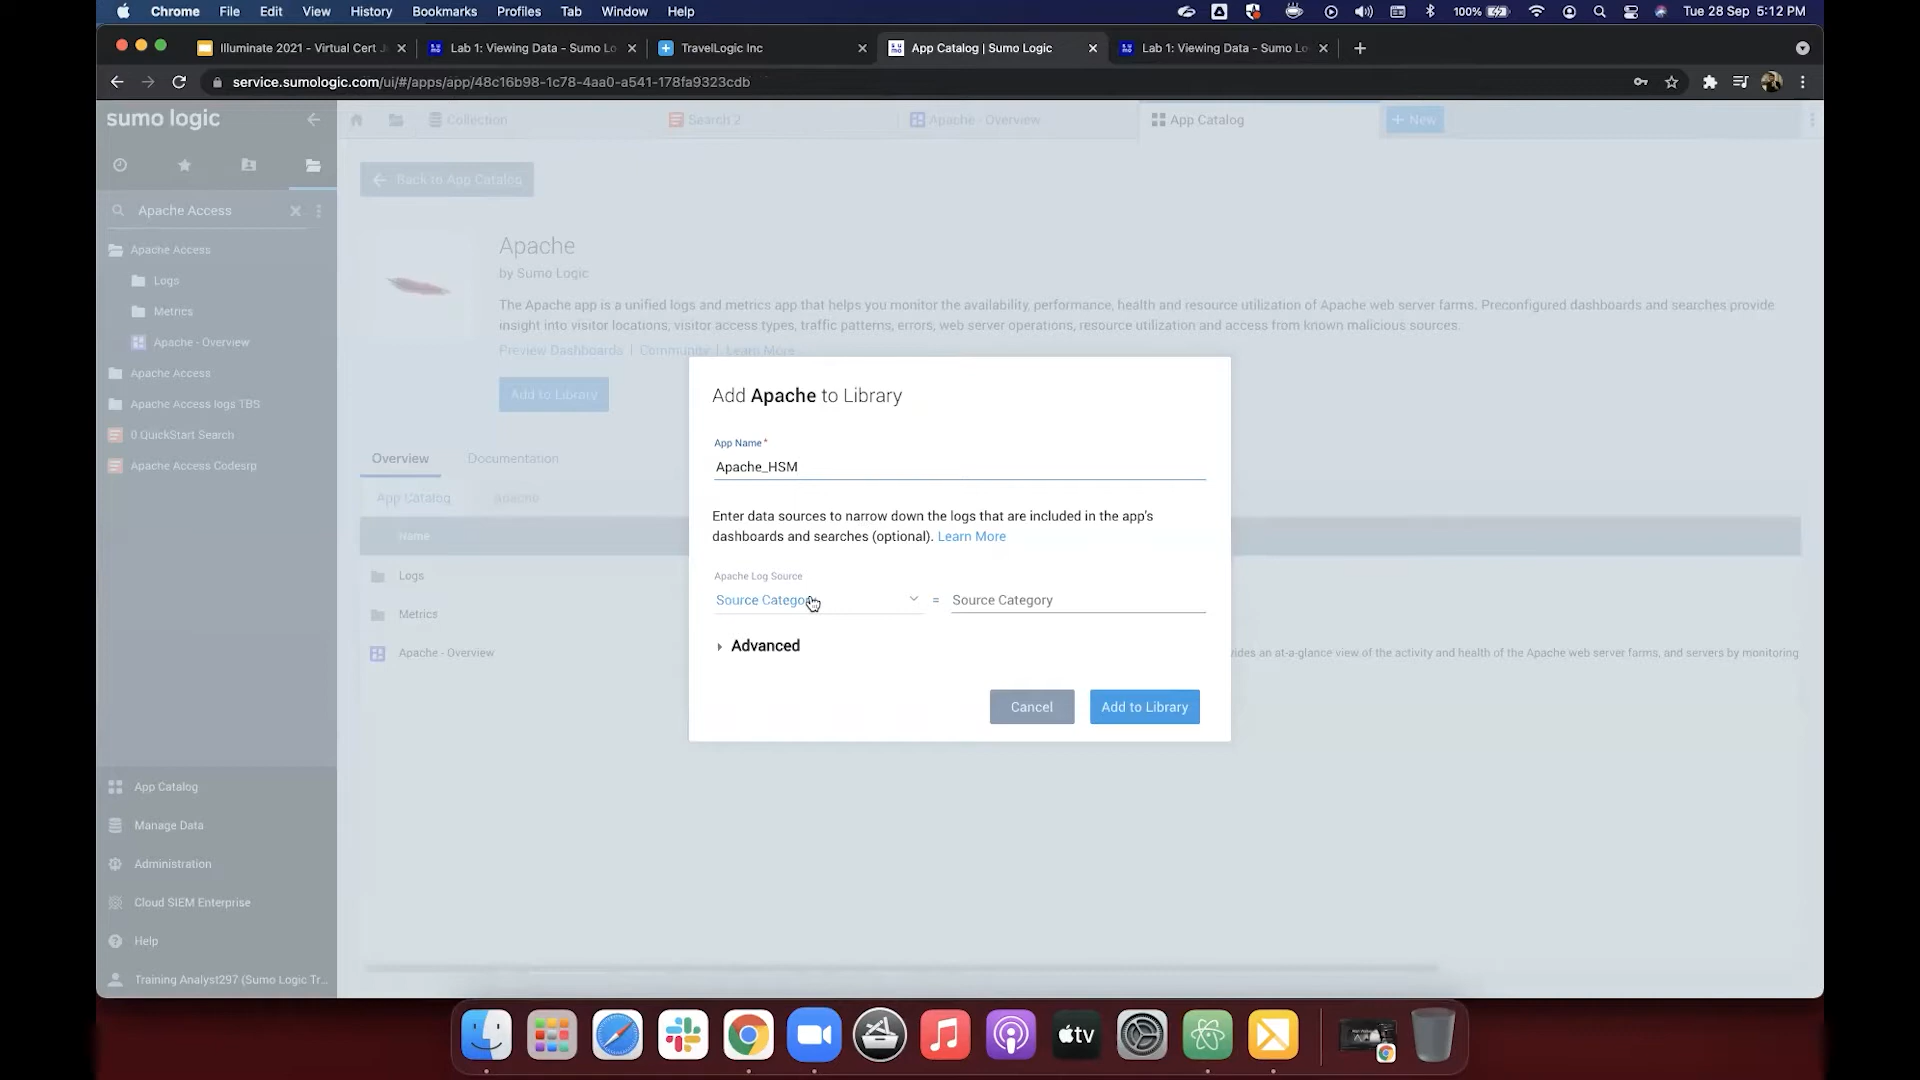 Chrome File Edit View History Bookmarks Profiles Tab Window Help 100% Tue 28 Sep 5:12 PM
Illuminate 2021 - Virtual Cert J
Lab 1: Viewing Data - Sumo Lo
TravelLogic Inc
App Catalog | Sumo Logic
Lab 1: Viewing Data - Sumo Lo
service.sumologic.com/ui/#/apps/app/48c16b98-1c78-4aa0-a541-178fa9323cdb
sumo logic
Collection
Search 2
Apache - Overview
App Catalog
+ New
Apache Access
Apache Access
Logs
Metrics
Apache - Overview
Apache Access
Apache Access logs TBS
0 QuickStart Search
Apache Access Codesrp
App Catalog
Manage Data
Administration
Cloud SIEM Enterprise
Help
Training Analyst297 (Sumo Logic Tr...
Back to App Catalog
Apache
by Sumo Logic
The Apache app is a unified logs and metrics app that helps you monitor the availability, performance, health and resource utilization of Apache web server farms. Preconfigured dashboards and searches provide
insight into visitor locations, visitor access types, traffic patterns, errors, web server operations, resource utilization and access from known malicious sources.
Preview Dashboards | Community | Learn More
Add to Library
Overview
Documentation
App Catalog
apache
Name
Logs
Metrics
Apache - Overview
ides an at-a-glance view of the activity and health of the Apache web server farms, and servers by monitoring
Add Apache to Library
App Name*
Apache_HSM
Enter data sources to narrow down the logs that are included in the app's
dashboards and searches (optional). Learn More
Apache Log Source
Source Category = Source Category
Advanced
Cancel
Add to Library
tv